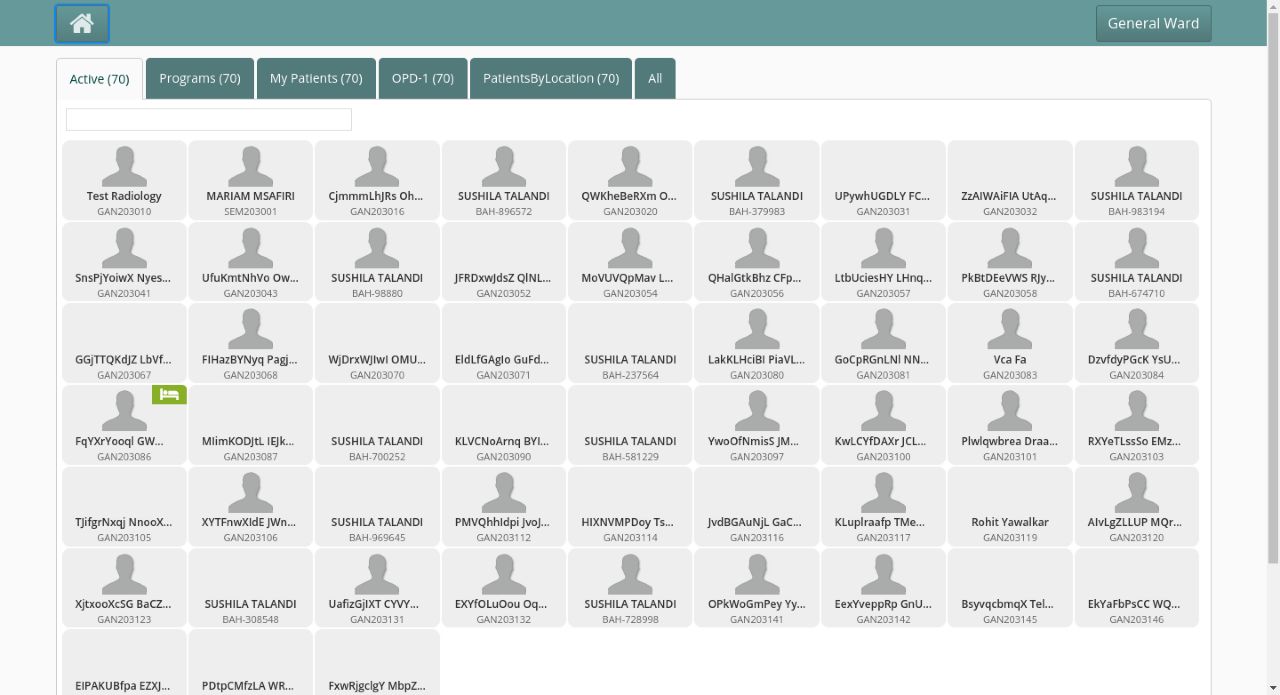 General Ward
Active (70)
Programs (70)
My Patients (70)
OPD-1 (70)
PatientsByLocation (70)
All
Test Radiology
GAN203010
MARIAM MSAFIRI
SEM203001
CjmmmLhJRs Oh...
GAN203016
SUSHILA TALANDI
BAH-896572
QWKheBeRXm O...
GAN203020
SUSHILA TALANDI
BAH-379983
UPywhUGDLY FC...
GAN203031
ZzAIWAiFIA UtAq...
GAN203032
SUSHILA TALANDI
BAH-983194
SnsPjYoiwX Nyes...
GAN203041
UfuKmtNhVo Ow...
GAN203043
SUSHILA TALANDI
BAH-98880
JFRDxwJdsZ QlNL...
GAN203052
MoVUVQpMav L...
GAN203054
QHalGtkBhz CFp...
GAN203056
LtbUciesHY LHnq...
GAN203057
PkBtDEeVWS RJy...
GAN203058
SUSHILA TALANDI
BAH-674710
GGjTTQKdJZ LbVf...
GAN203067
FIHazBYNyq Pagj...
GAN203068
WjDrxWJIwI OMU...
GAN203070
EldLfGAgIo GuFd...
GAN203071
SUSHILA TALANDI
BAH-237564
LakKLHciBI PiaVL...
GAN203080
GoCpRGnLNl NN...
GAN203081
Vca Fa
GAN203083
DzvfdyPGcK YsU...
GAN203084
FqYXrYooql GW...
GAN203086
MIimKODJtL IEJk...
GAN203087
SUSHILA TALANDI
BAH-700252
KLVCNoArnq BYI...
GAN203090
SUSHILA TALANDI
BAH-581229
YwoOfNmisS JM...
GAN203097
KwLCYfDAXr JCL...
GAN203100
Plwlqwbrea Draa...
GAN203101
RXYeTLssSo EMz...
GAN203103
TJifgrNxqj NnooX...
GAN203105
XYTFnwXIdE JWn...
GAN203106
SUSHILA TALANDI
BAH-969645
PMVQhhIdpi JvoJ...
GAN203112
HIXNVMPDoy Ts...
GAN203114
JvdBGAuNjL GaC...
GAN203116
KLuplraafp TMe...
GAN203117
Rohit Yawalkar
GAN203119
AIvLgZLLUP MQr...
GAN203120
XjtxooXcSG BaCZ...
GAN203123
SUSHILA TALANDI
BAH-308548
UafizGjIXT CYVY...
GAN203131
EXYfOLuOou Oq...
GAN203132
SUSHILA TALANDI
BAH-728998
OPkWoGmPey Yy...
GAN203141
EexYveppRp GnU...
GAN203142
BsyvqcbmqX Tel...
GAN203145
EkYaFbPsCC WQ...
GAN203146
EIPAKUBfpa EZXJ...
PDtpCMfzLA WR...
FxwRjgclgY MbpZ...